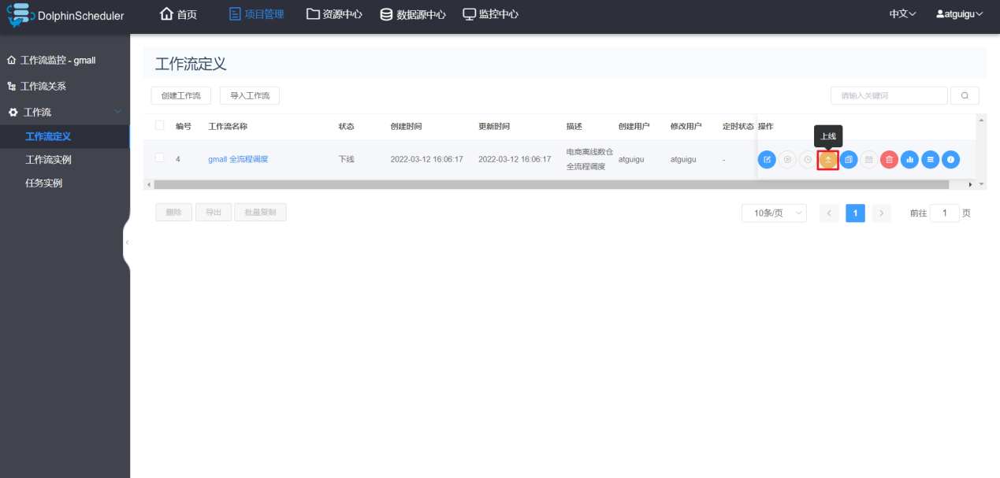 DolphinScheduler 首页 项目管理 资源中心 数据源中心 监控中心 中文 atguigu
工作流监控 - gmall
工作流关系
工作流
工作流定义
工作流实例
任务实例
工作流定义
创建工作流 导入工作流 请输入关键词
编号 工作流名称 状态 创建时间 更新时间 描述 创建用户 修改用户 定时状态 操作
上线
4 gmall 全流程调度 下线 2022-03-12 16:06:17 2022-03-12 16:06:17 电商离线数仓 atguigu atguigu -
全流程调度
删除 导出 批量复制 10条/页 1 前往 1 页